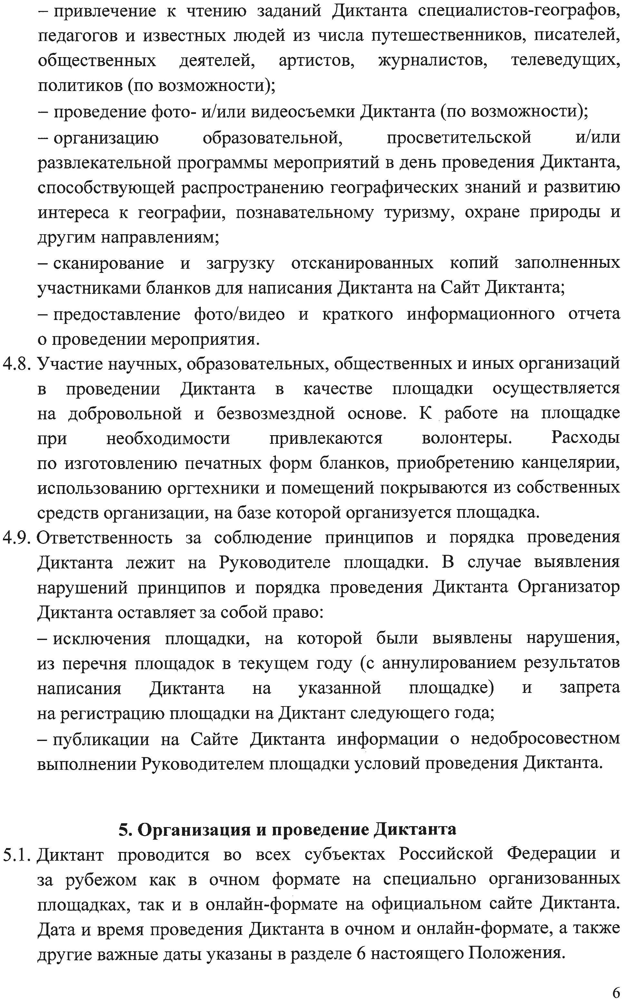 – привлечение к чтению заданий Диктанта специалистов-географов,
педагогов и известных людей из числа путешественников, писателей,
общественных деятелей, артистов, журналистов, телеведущих,
политиков (по возможности);
– проведение фото- и/или видеосъемки Диктанта (по возможности);
– организацию образовательной, просветительской и/или
развлекательной программы мероприятий в день проведения Диктанта,
способствующей распространению географических знаний и развитию
интереса к географии, познавательному туризму, охране природы и
другим направлениям;
– сканирование и загрузку отсканированных копий заполненных
участниками бланков для написания Диктанта на Сайт Диктанта;
– предоставление фото/видео и краткого информационного отчета
о проведении мероприятия.
4.8. Участие научных, образовательных, общественных и иных организаций
в проведении Диктанта в качестве площадки осуществляется
на добровольной и безвозмездной основе. К работе на площадке
при необходимости привлекаются волонтеры. Расходы
по изготовлению печатных форм бланков, приобретению канцелярии,
использованию оргтехники и помещений покрываются из собственных
средств организации, на базе которой организуется площадка.
4.9. Ответственность за соблюдение принципов и порядка проведения
Диктанта лежит на Руководителе площадки. В случае выявления
нарушений принципов и порядка проведения Диктанта Организатор
Диктанта оставляет за собой право:
– исключения площадки, на которой были выявлены нарушения,
из перечня площадок в текущем году (с аннулированием результатов
написания Диктанта на указанной площадке) и запрета
на регистрацию площадки на Диктант следующего года;
– публикации на Сайте Диктанта информации о недобросовестном
выполнении Руководителем площадки условий проведения Диктанта.
5. Организация и проведение Диктанта
5.1. Диктант проводится во всех субъектах Российской Федерации и
за рубежом как в очном формате на специально организованных
площадках, так и в онлайн-формате на официальном сайте Диктанта.
Дата и время проведения Диктанта в очном и онлайн-формате, а также
другие важные даты указаны в разделе 6 настоящего Положения.
6